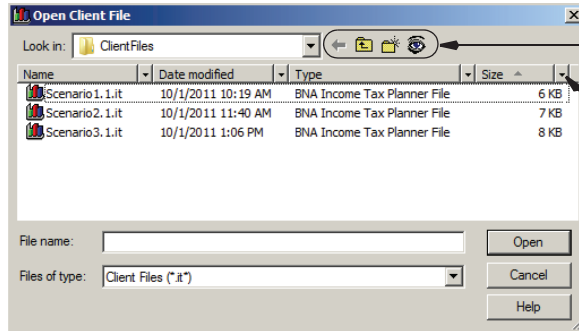 Open Client File
Look in: ClientFiles
Name Date modified Type Size
Scenario1.1.it 10/1/2011 10:19 AM BNA Income Tax Planner File 6 KB
Scenario2.1.it 10/1/2011 11:40 AM BNA Income Tax Planner File 7 KB
Scenario3.1.it 10/1/2011 1:06 PM BNA Income Tax Planner File 8 KB
File name: Open
Files of type: Client Files (*.it*) Cancel
Help